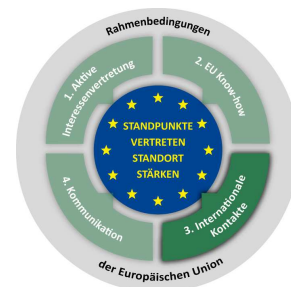 Rahmenbedingungen
1. Aktive
Interessenvertretung
2. EU Know-how
STANDPUNKTE
VERTRETEN
STANDORT
STÄRKEN
4. Kommunikation
3. Internationale
Kontakte
der Europäischen Union